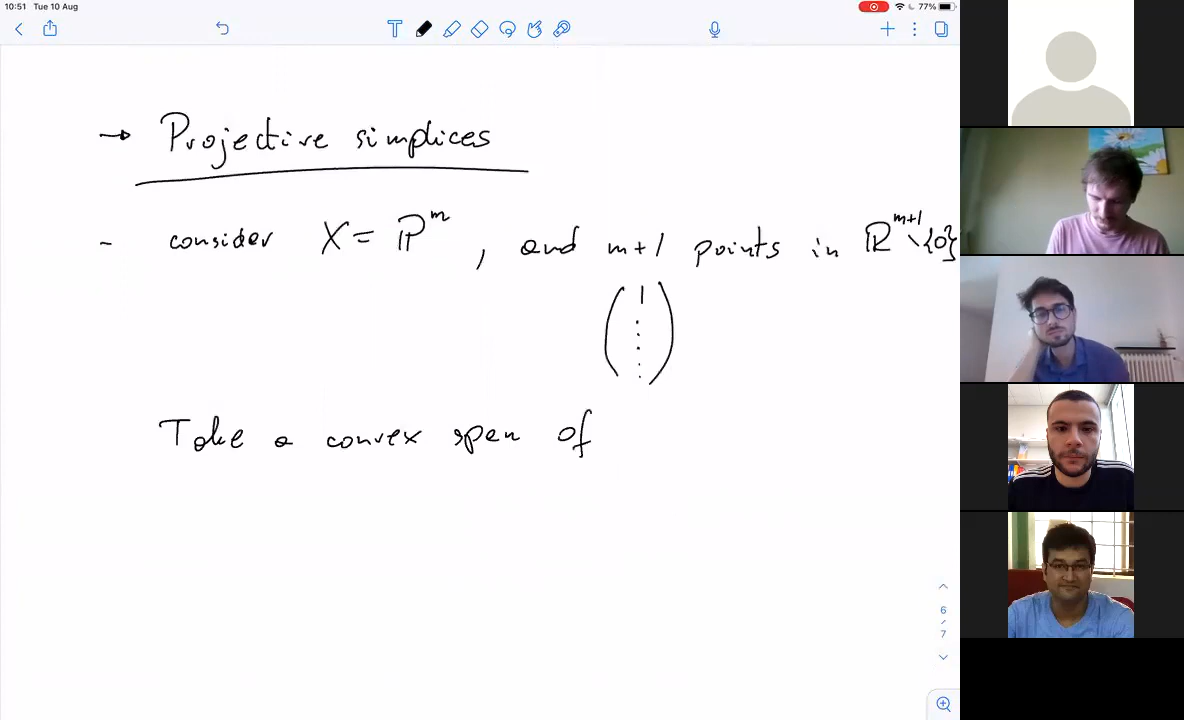 10:51 Tue 10 Aug
77%
→ Projective simplices
- consider X = ℙ^m, and m+1 points in ℝ^{m+1} \ {0}
( 1 ⋮ )
Take a convex span of
6
/
7